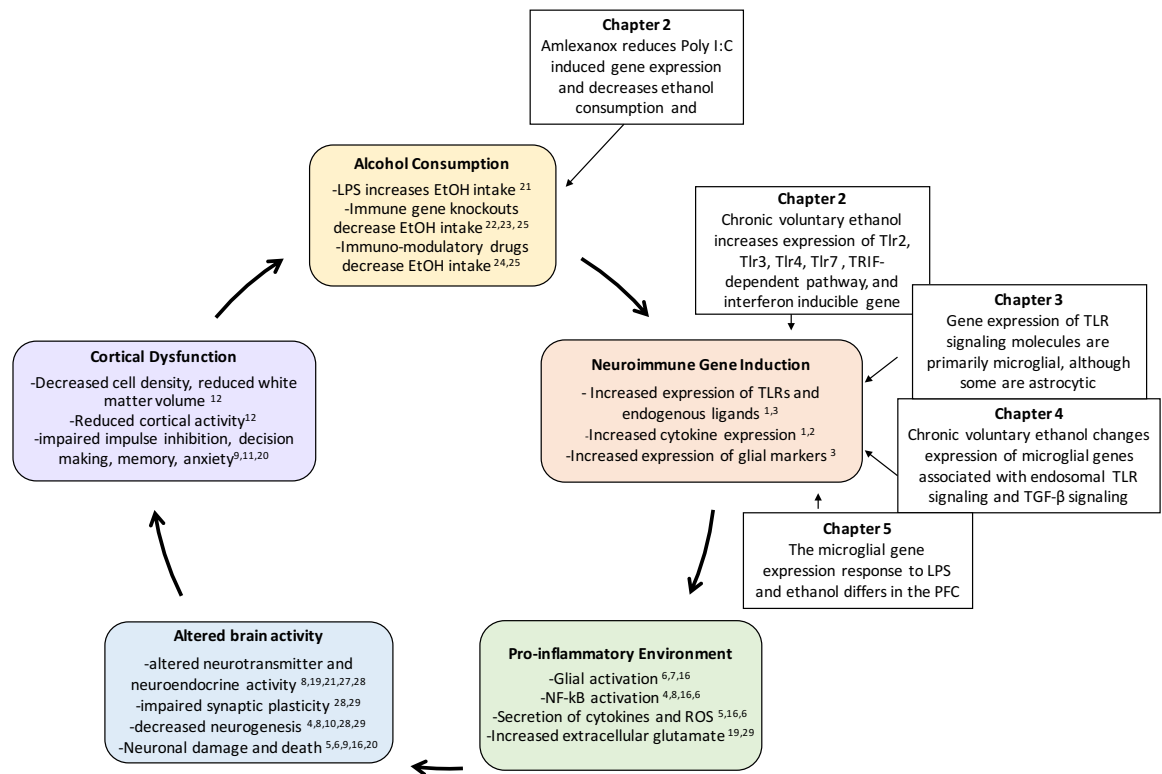 Chapter 2
Amlexanox reduces Poly I:C
induced gene expression
and decreases ethanol
consumption and
Alcohol Consumption
-LPS increases EtOH intake 21
-Immune gene knockouts
decrease EtOH intake 22,23, 25
-Immuno-modulatory drugs
decrease EtOH intake 24,25
Chapter 2
Chronic voluntary ethanol
increases expression of Tlr2,
Tlr3, Tlr4, Tlr7 , TRIF-
dependent pathway, and
interferon inducible gene
Chapter 3
Gene expression of TLR
signaling molecules are
primarily microglial, although
some are astrocytic
Neuroimmune Gene Induction
- Increased expression of TLRs and
endogenous ligands 1,3
-Increased cytokine expression 1,2
-Increased expression of glial markers 3
Chapter 4
Chronic voluntary ethanol changes
expression of microglial genes
associated with endosomal TLR
signaling and TGF-β signaling
Chapter 5
The microglial gene
expression response to LPS
and ethanol differs in the PFC
Pro-inflammatory Environment
-Glial activation 6,7,16
-NF-kB activation 4,8,16,6
-Secretion of cytokines and ROS 5,16,6
-Increased extracellular glutamate 19,29
Altered brain activity
-altered neurotransmitter and
neuroendocrine activity 8,19,21,27,28
-impaired synaptic plasticity 28,29
-decreased neurogenesis 4,8,10,28,29
-Neuronal damage and death 5,6,9,16,20
Cortical Dysfunction
-Decreased cell density, reduced white
matter volume 12
-Reduced cortical activity12
-impaired impulse inhibition, decision
making, memory, anxiety9,11,20